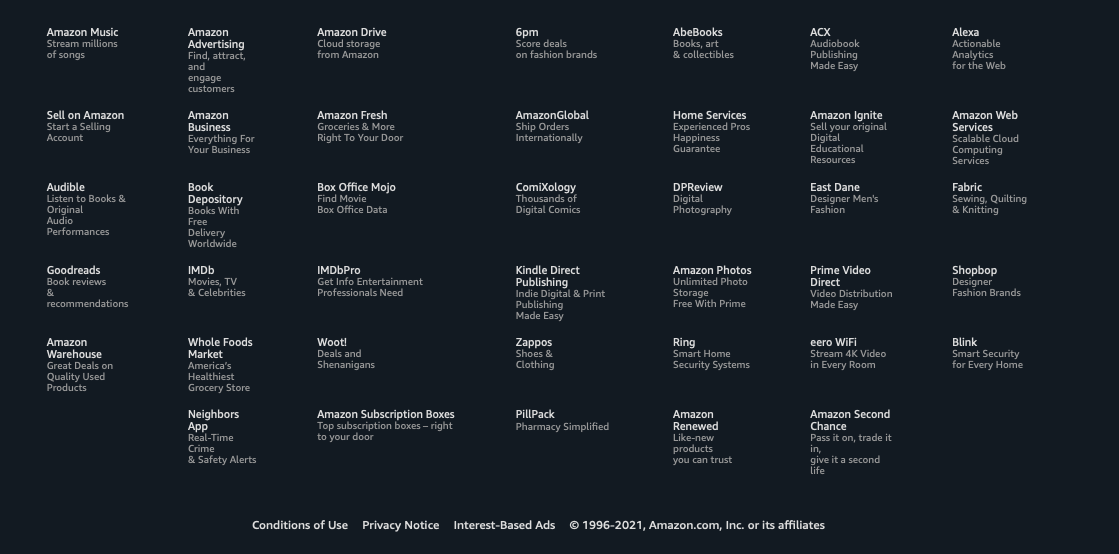 Amazon Music
Stream millions
of songs
Amazon
Advertising
Find, attract,
and
engage
customers
Amazon Drive
Cloud storage
from Amazon
6pm
Score deals
on fashion brands
AbeBooks
Books, art
& collectibles
ACX
Audiobook
Publishing
Made Easy
Alexa
Actionable
Analytics
for the Web
Sell on Amazon
Start a Selling
Account
Amazon
Business
Everything For
Your Business
Amazon Fresh
Groceries & More
Right To Your Door
AmazonGlobal
Ship Orders
Internationally
Home Services
Experienced Pros
Happiness
Guarantee
Amazon Ignite
Sell your original
Digital
Educational
Resources
Amazon Web
Services
Scalable Cloud
Computing
Services
Audible
Listen to Books &
Original
Audio
Performances
Book
Depository
Books With
Free
Delivery
Worldwide
Box Office Mojo
Find Movie
Box Office Data
ComiXology
Thousands of
Digital Comics
DPReview
Digital
Photography
East Dane
Designer Men's
Fashion
Fabric
Sewing, Quilting
& Knitting
Goodreads
Book reviews
&
recommendations
IMDb
Movies, TV
& Celebrities
IMDbPro
Get Info Entertainment
Professionals Need
Kindle Direct
Publishing
Indie Digital & Print
Publishing
Made Easy
Amazon Photos
Unlimited Photo
Storage
Free With Prime
Prime Video
Direct
Video Distribution
Made Easy
Shopbop
Designer
Fashion Brands
Amazon
Warehouse
Great Deals on
Quality Used
Products
Whole Foods
Market
America's
Healthiest
Grocery Store
Woot!
Deals and
Shenanigans
Zappos
Shoes &
Clothing
Ring
Smart Home
Security Systems
eero WiFi
Stream 4K Video
in Every Room
Blink
Smart Security
for Every Home
Neighbors
App
Real-Time
Crime
& Safety Alerts
Amazon Subscription Boxes
Top subscription boxes – right
to your door
PillPack
Pharmacy Simplified
Amazon
Renewed
Like-new
products
you can trust
Amazon Second
Chance
Pass it on, trade it
in,
give it a second
life
Conditions of Use Privacy Notice Interest-Based Ads © 1996-2021, Amazon.com, Inc. or its affiliates